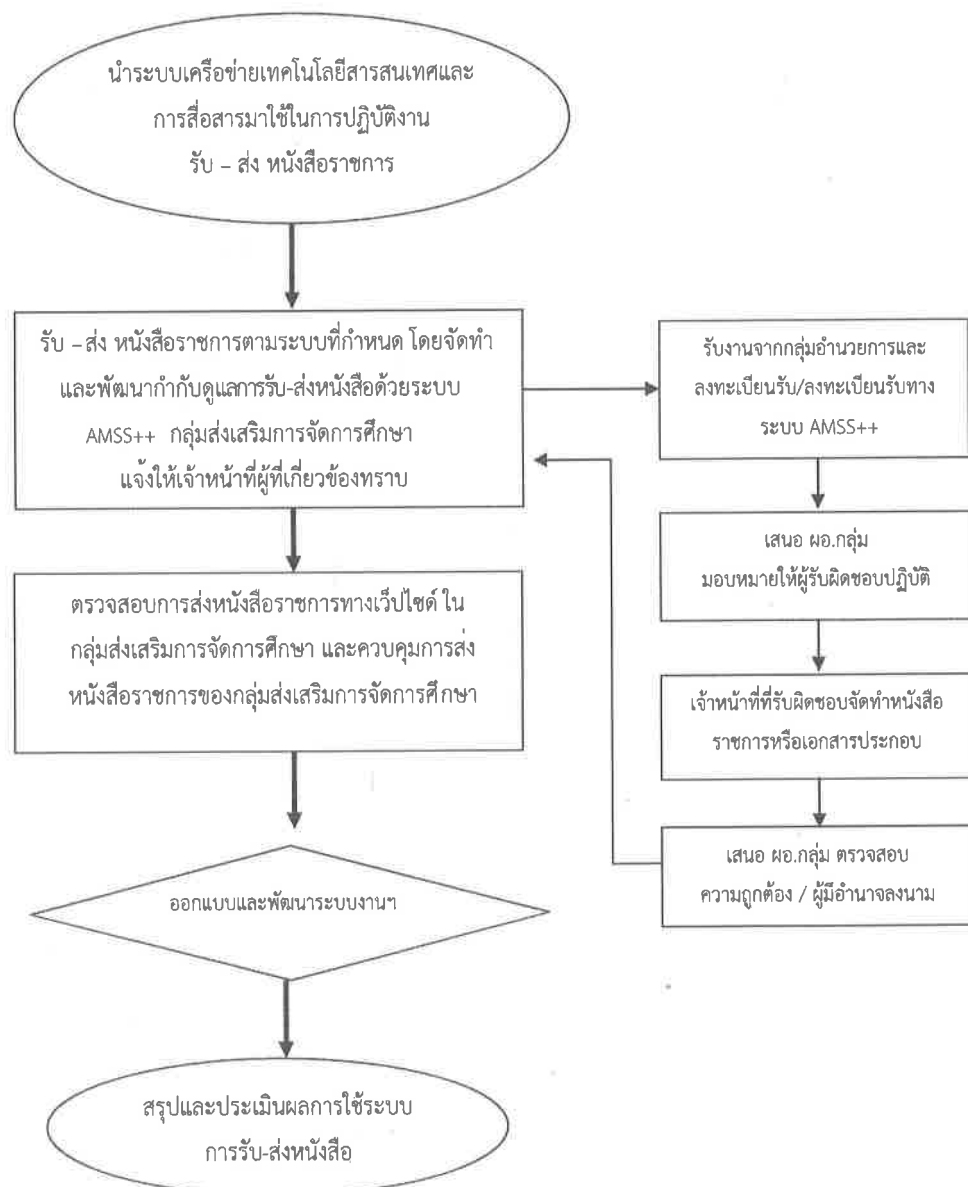 นำระบบเครือข่ายเทคโนโลยีสารสนเทศและ
การสื่อสารมาใช้ในการปฏิบัติงาน
รับ – ส่ง หนังสือราชการ
รับ – ส่ง หนังสือราชการตามระบบที่กำหนด โดยจัดทำ
และพัฒนากำกับดูแลการรับ-ส่งหนังสือด้วยระบบ
AMSS++ กลุ่มส่งเสริมการจัดการศึกษา
แจ้งให้เจ้าหน้าที่ผู้ที่เกี่ยวข้องทราบ
รับงานจากกลุ่มอำนวยการและ
ลงทะเบียนรับ/ลงทะเบียนรับทาง
ระบบ AMSS++
เสนอ ผอ.กลุ่ม
มอบหมายให้ผู้รับผิดชอบปฏิบัติ
เจ้าหน้าที่ที่รับผิดชอบจัดทำหนังสือ
ราชการหรือเอกสารประกอบ
เสนอ ผอ.กลุ่ม ตรวจสอบ
ความถูกต้อง / ผู้มีอำนาจลงนาม
ตรวจสอบการส่งหนังสือราชการทางเว็ปไซด์ ใน
กลุ่มส่งเสริมการจัดการศึกษา และควบคุมการส่ง
หนังสือราชการของกลุ่มส่งเสริมการจัดการศึกษา
ออกแบบและพัฒนาระบบงานฯ
สรุปและประเมินผลการใช้ระบบ
การรับ-ส่งหนังสือ